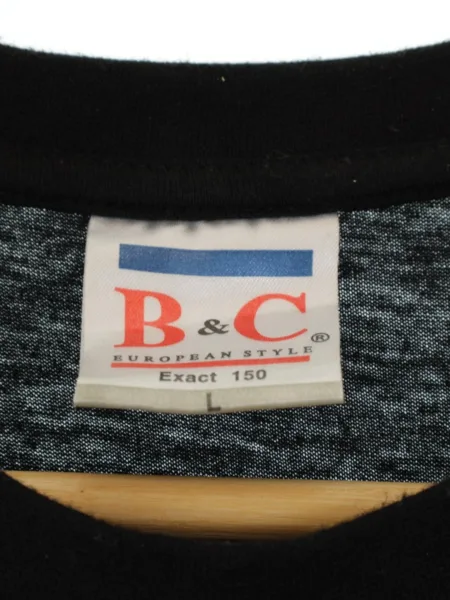 B & C®
EUROPEAN STYLE
Exact 150
L